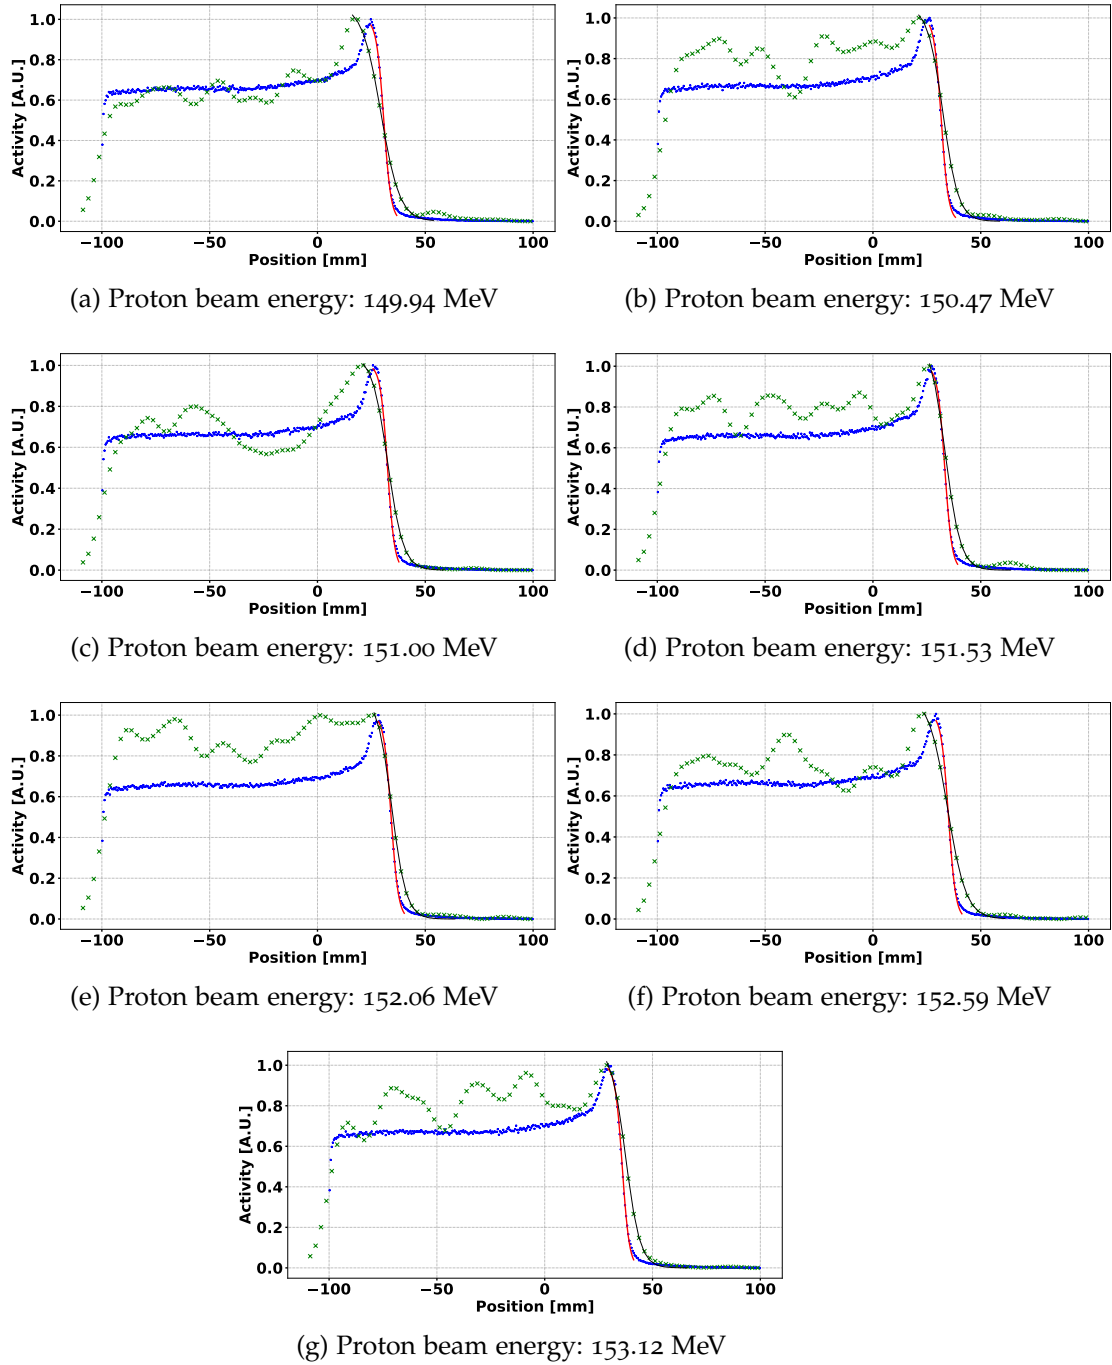 1.0
0.8
0.6
0.4
0.2
0.0
Activity [A.U.]
−100 −50 0 50 100
Position [mm]
(a) Proton beam energy: 149.94 MeV
1.0
0.8
0.6
0.4
0.2
0.0
Activity [A.U.]
−100 −50 0 50 100
Position [mm]
(b) Proton beam energy: 150.47 MeV
1.0
0.8
0.6
0.4
0.2
0.0
Activity [A.U.]
−100 −50 0 50 100
Position [mm]
(c) Proton beam energy: 151.00 MeV
1.0
0.8
0.6
0.4
0.2
0.0
Activity [A.U.]
−100 −50 0 50 100
Position [mm]
(d) Proton beam energy: 151.53 MeV
1.0
0.8
0.6
0.4
0.2
0.0
Activity [A.U.]
−100 −50 0 50 100
Position [mm]
(e) Proton beam energy: 152.06 MeV
1.0
0.8
0.6
0.4
0.2
0.0
Activity [A.U.]
−100 −50 0 50 100
Position [mm]
(f) Proton beam energy: 152.59 MeV
1.0
0.8
0.6
0.4
0.2
0.0
Activity [A.U.]
−100 −50 0 50 100
Position [mm]
(g) Proton beam energy: 153.12 MeV